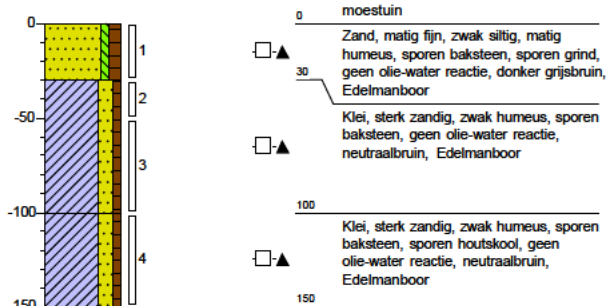 0
-50
-100
150
1
2
3
4
0
moestuin
Zand, matig fijn, zwak siltig, matig
humeus, sporen baksteen, sporen grind,
geen olie-water reactie, donker grijsbruin,
Edelmanboor
30
Klei, sterk zandig, zwak humeus, sporen
baksteen, geen olie-water reactie,
neutraalbruin, Edelmanboor
100
Klei, sterk zandig, zwak humeus, sporen
baksteen, sporen houtskool, geen
olie-water reactie, neutraalbruin,
Edelmanboor
150